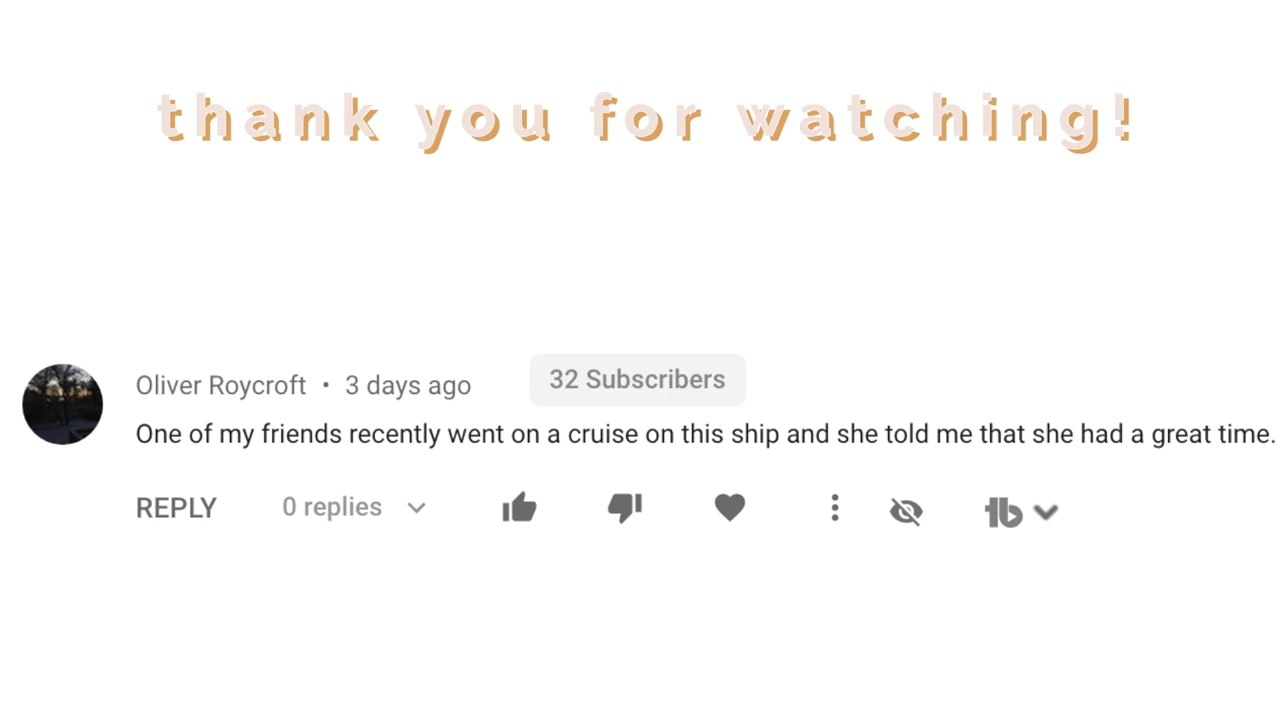 thank you for watching!
Oliver Roycroft • 3 days ago 32 Subscribers
One of my friends recently went on a cruise on this ship and she told me that she had a great time.
REPLY 0 replies tb